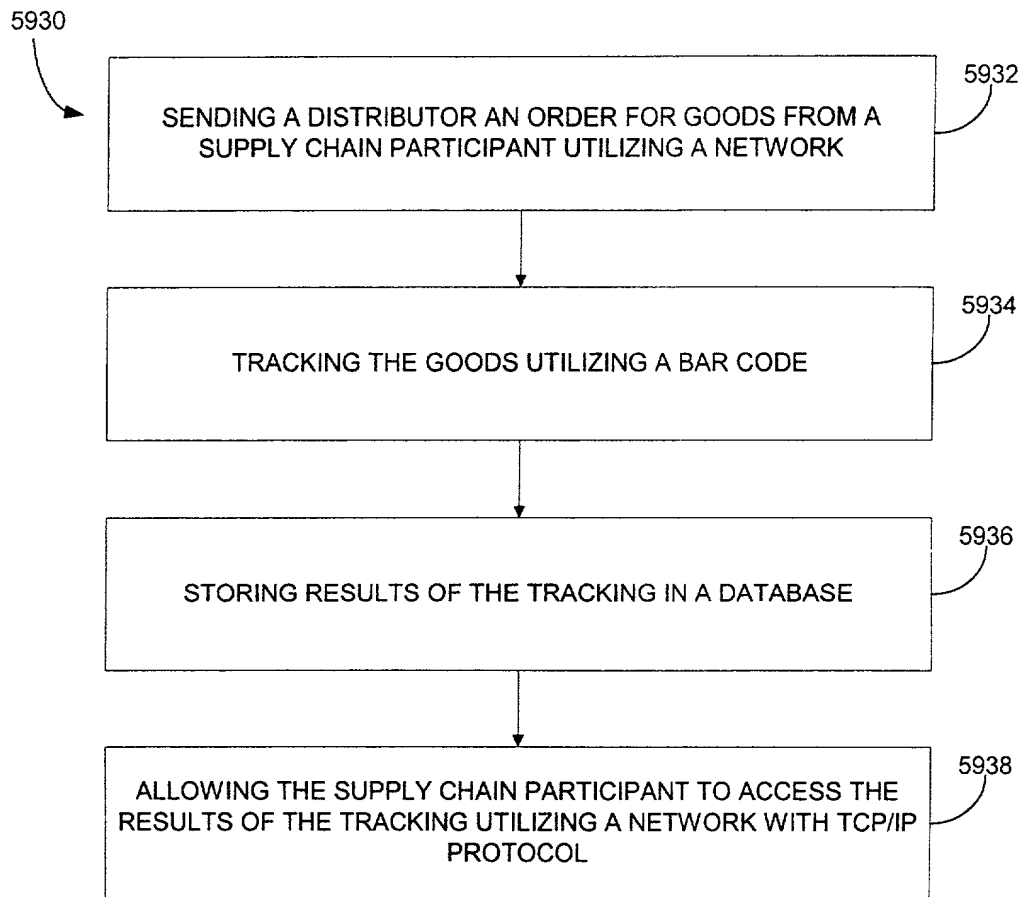 5930
5932
SENDING A DISTRIBUTOR AN ORDER FOR GOODS FROM A
SUPPLY CHAIN PARTICIPANT UTILIZING A NETWORK
5934
TRACKING THE GOODS UTILIZING A BAR CODE
5936
STORING RESULTS OF THE TRACKING IN A DATABASE
5938
ALLOWING THE SUPPLY CHAIN PARTICIPANT TO ACCESS THE
RESULTS OF THE TRACKING UTILIZING A NETWORK WITH TCP/IP
PROTOCOL